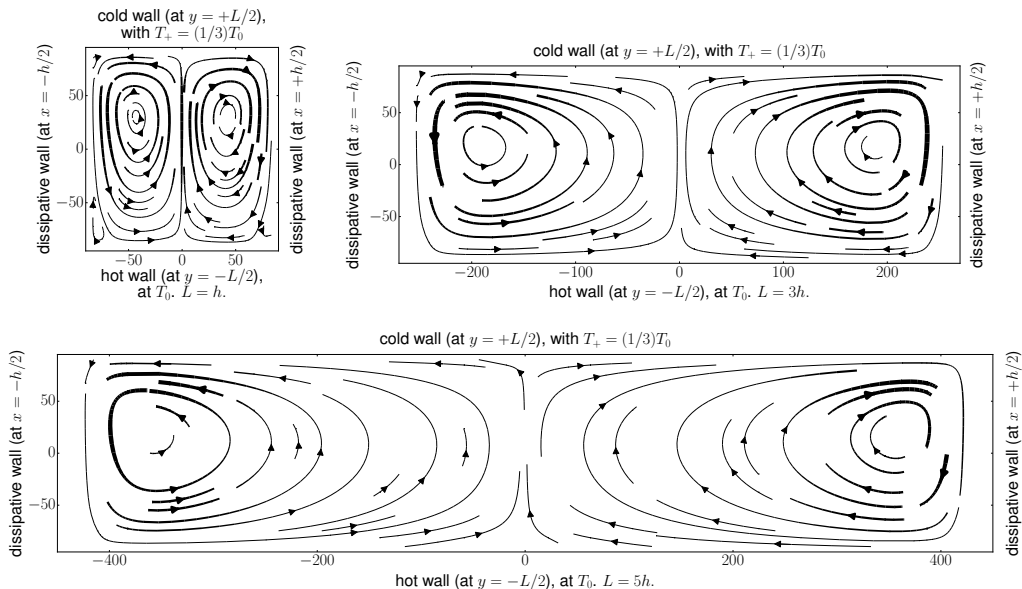 cold wall (at y = +L/2),
with T₊ = (1/3)T₀
dissipative wall (at x = −h/2)
50
0
−50
−50
0
50
dissipative wall (at x = +h/2)
hot wall (at y = −L/2),
at T₀. L = h.
cold wall (at y = +L/2), with T₊ = (1/3)T₀
dissipative wall (at x = −h/2)
50
0
−50
−200
−100
0
100
200
dissipative wall (at x = +h/2)
hot wall (at y = −L/2), at T₀. L = 3h.
cold wall (at y = +L/2), with T₊ = (1/3)T₀
dissipative wall (at x = −h/2)
50
0
−50
−400
−200
0
200
400
dissipative wall (at x = +h/2)
hot wall (at y = −L/2), at T₀. L = 5h.